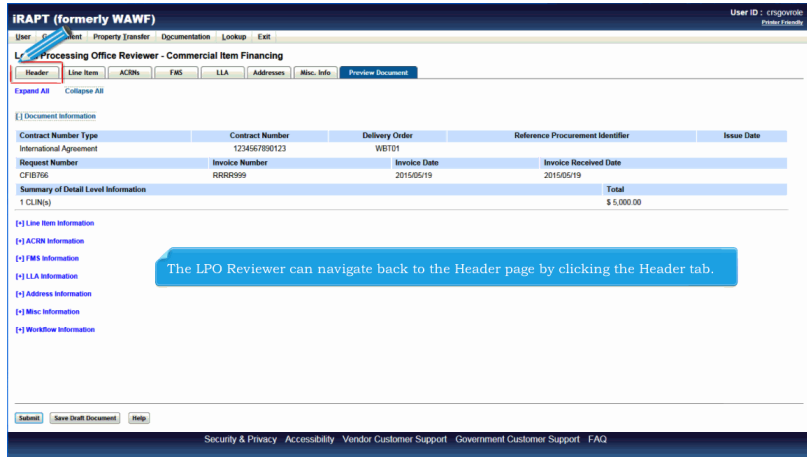 iRAPT (formerly WAWF)
User ID : crsgovrole
Printer Friendly
User Property Transfer Documentation Lookup Exit
Processing Office Reviewer - Commercial Item Financing
Header Line Item ACRNs FMS LLA Addresses Misc. Info Preview Document
Expand All Collapse All
[-] Document Information
Contract Number Type Contract Number Delivery Order Reference Procurement Identifier Issue Date
International Agreement 1234567890123 WBT01
Request Number Invoice Number Invoice Date Invoice Received Date
CFIB766 RRRR999 2015/05/19 2015/05/19
Summary of Detail Level Information Total
1 CLIN(s) $ 5,000.00
[+] Line Item Information
[+] ACRN Information
[+] FMS Information
[+] LLA Information
[+] Address Information
[+] Misc Information
[+] Workflow Information
The LPO Reviewer can navigate back to the Header page by clicking the Header tab.
Submit Save Draft Document Help
Security & Privacy Accessibility Vendor Customer Support Government Customer Support FAQ